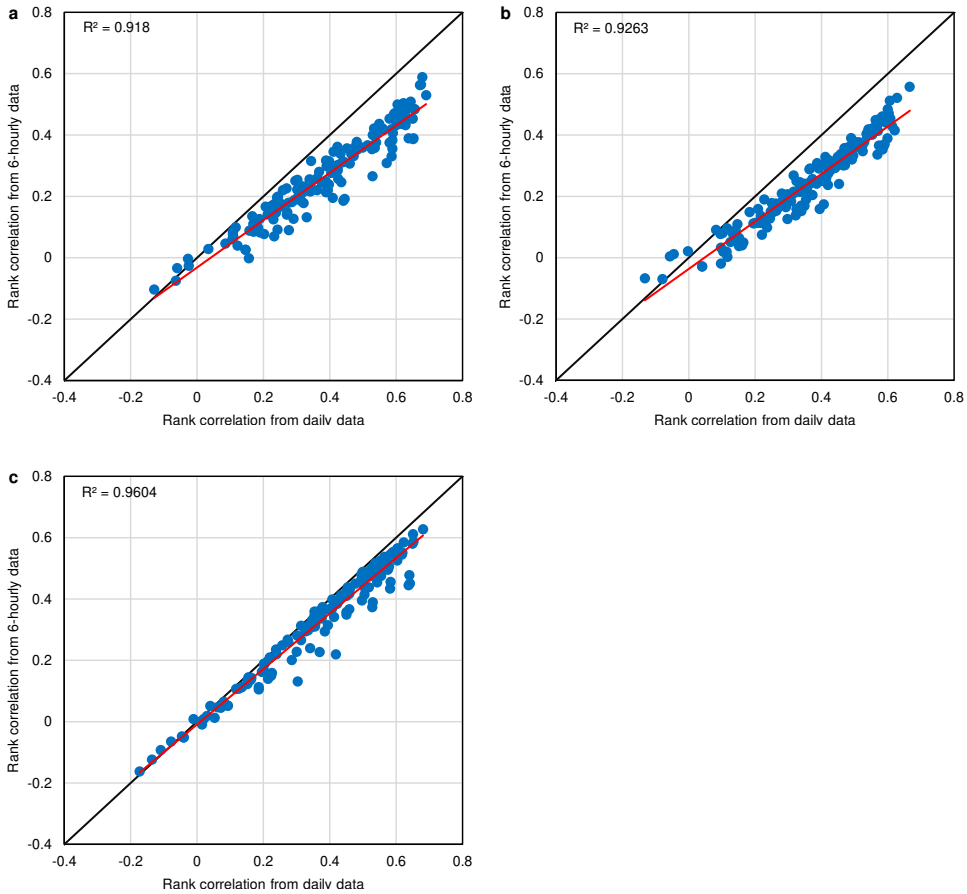 a
R² = 0.918
0.8
0.6
0.4
0.2
0
-0.2
-0.4
Rank correlation from 6-hourly data
-0.4 -0.2 0 0.2 0.4 0.6 0.8
Rank correlation from daily data
b
R² = 0.9263
0.8
0.6
0.4
0.2
0
-0.2
-0.4
Rank correlation from 6-hourly data
-0.4 -0.2 0 0.2 0.4 0.6 0.8
Rank correlation from daily data
c
R² = 0.9604
0.8
0.6
0.4
0.2
0
-0.2
-0.4
Rank correlation from 6-hourly data
-0.4 -0.2 0 0.2 0.4 0.6 0.8
Rank correlation from daily data